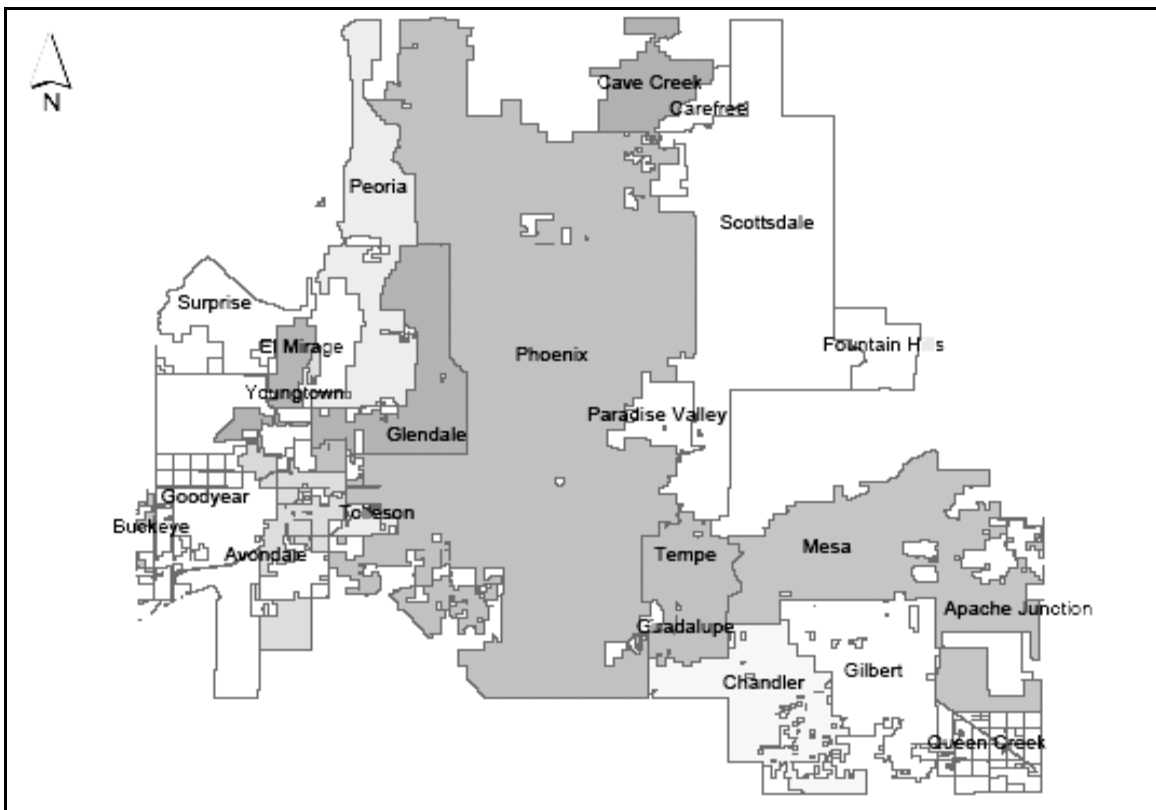 N
Cave Creek
Carefree
Peoria
Scottsdale
Surprise
El Mirage
Phoenix
Fountain Hills
Youngtown
Paradise Valley
Glendale
Goodyear
Tolleson
Buckeye
Avondale
Tempe
Mesa
Guadalupe
Apache Junction
Gilbert
Chandler
Queen Creek